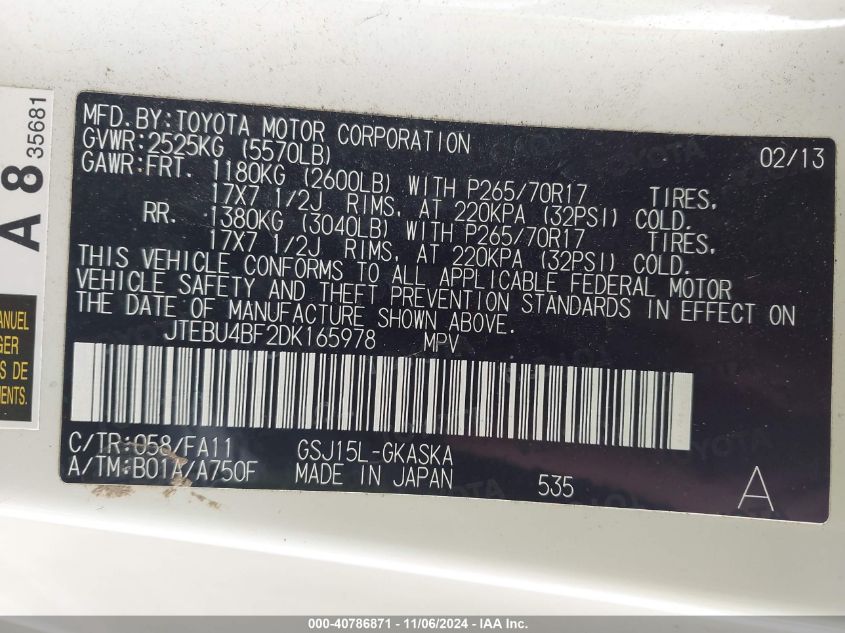 MFD.BY:TOYOTA MOTOR CORPORATION 02/13
GVWR:2525KG (5570LB)
GAWR:FRT. 1180KG (2600LB) WITH P265/70R17 TIRES,
17X7 1/2J RIMS, AT 220KPA (32PSI) COLD.
RR. 1380KG (3040LB) WITH P265/70R17 TIRES,
17X7 1/2J RIMS, AT 220KPA (32PSI) COLD.
THIS VEHICLE CONFORMS TO ALL APPLICABLE FEDERAL MOTOR
VEHICLE SAFETY AND THEFT PREVENTION STANDARDS IN EFFECT ON
THE DATE OF MANUFACTURE SHOWN ABOVE.
JTEBU4BF2DK165978 MPV
C/TR:058/FA11 GSJ15L-GKASKA
A/TM:B01A/A750F MADE IN JAPAN 535 A
A 8 35681
ANUEL
GER
S DE
ENTS.
000-40786871 - 11/06/2024 - IAA Inc.